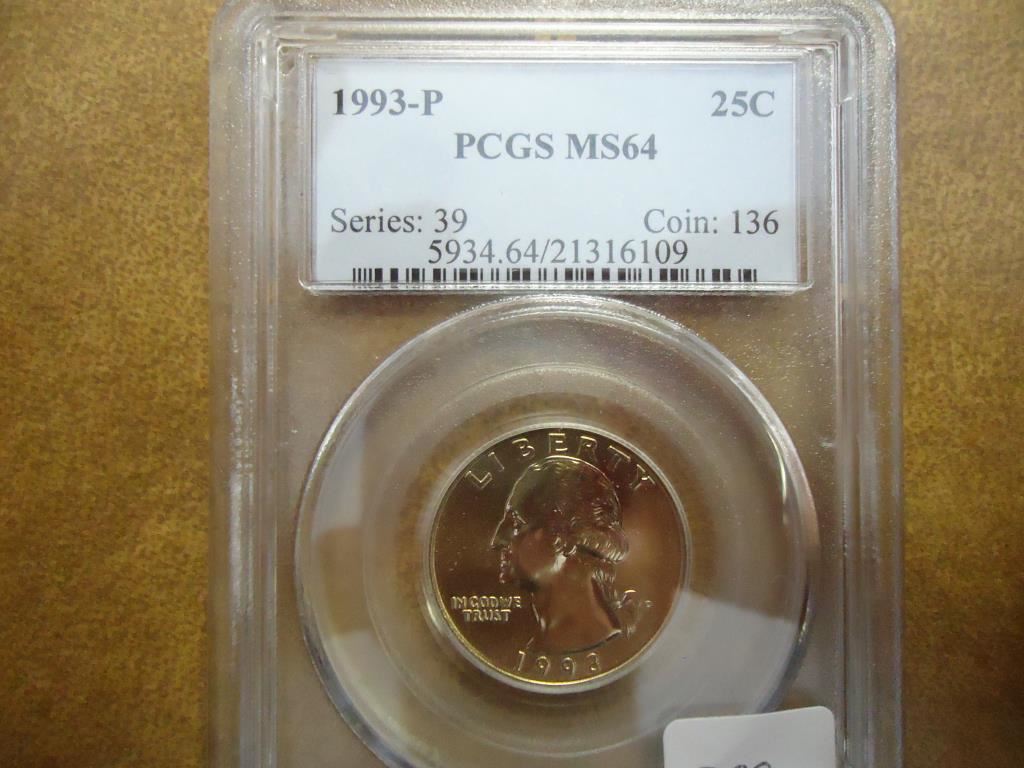 1993-P 25C
PCGS MS64
Series: 39 Coin: 136
5934.64/21316109
LIBERTY
IN GOD WE
TRUST
P
1993